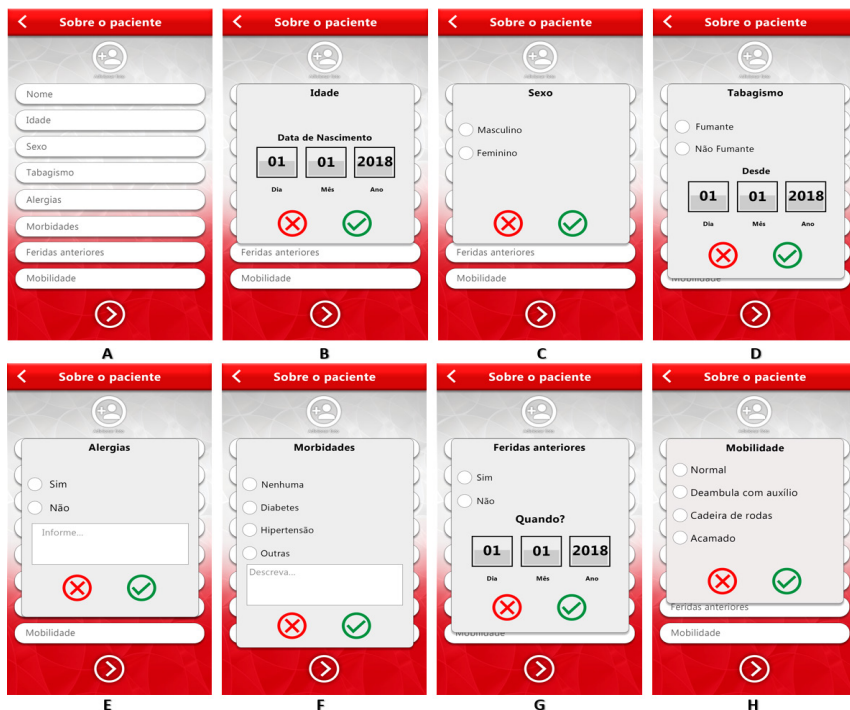 Sobre o paciente
Nome
Idade
Sexo
Tabagismo
Alergias
Morbidades
Feridas anteriores
Mobilidade
A
Sobre o paciente
Idade
Data de Nascimento
01 01 2018
Dia Mês Ano
Feridas anteriores
Mobilidade
B
Sobre o paciente
Sexo
Masculino
Feminino
Feridas anteriores
Mobilidade
C
Sobre o paciente
Tabagismo
Fumante
Não Fumante
Desde
01 01 2018
Dia Mês Ano
Mobilidade
D
Sobre o paciente
Alergias
Sim
Não
Informe...
Mobilidade
E
Sobre o paciente
Morbidades
Nenhuma
Diabetes
Hipertensão
Outras
Descreva...
F
Sobre o paciente
Feridas anteriores
Sim
Não
Quando?
01 01 2018
Dia Mês Ano
Mobilidade
G
Sobre o paciente
Mobilidade
Normal
Deambula com auxílio
Cadeira de rodas
Acamado
Feridas anteriores
Mobilidade
H